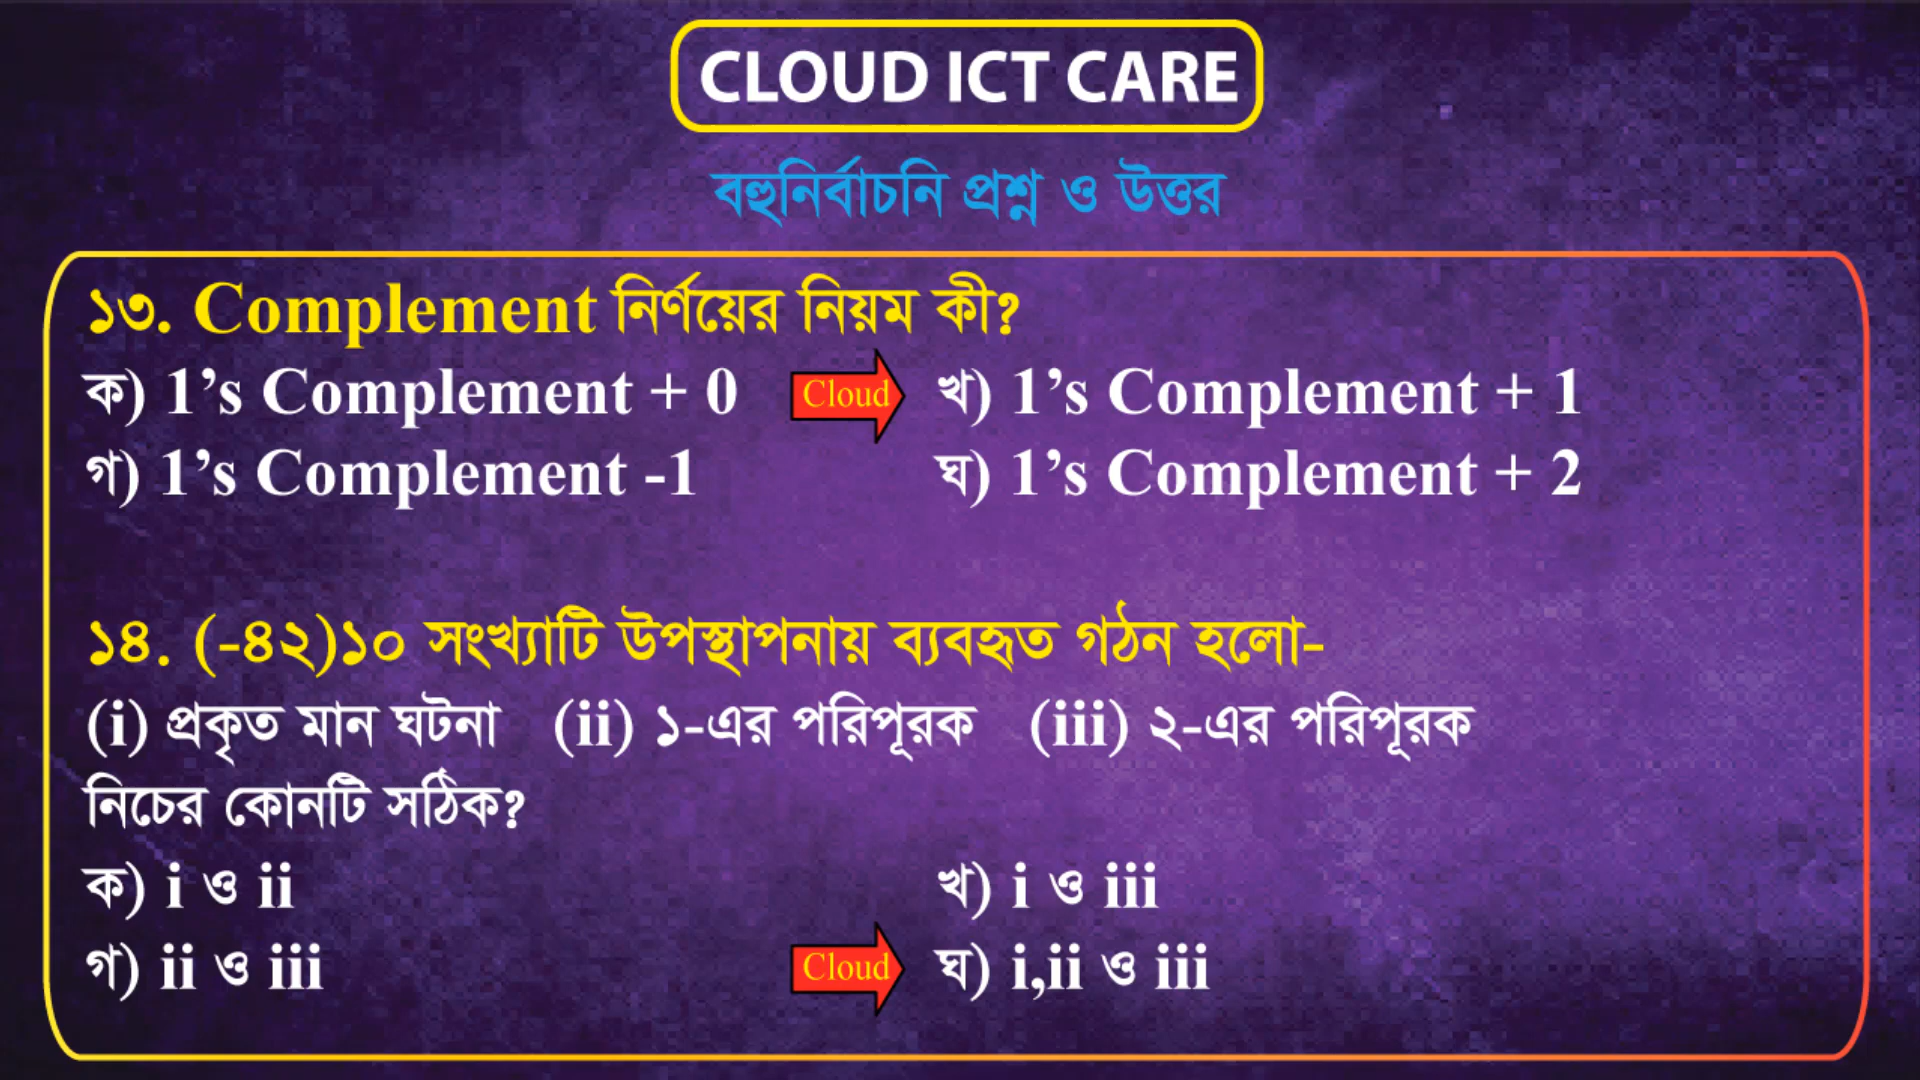 CLOUD ICT CARE
বহুনির্বাচনি প্রশ্ন ও উত্তর
১৩. Complement নির্ণয়ের নিয়ম কী?
ক) 1’s Complement + 0 Cloud খ) 1’s Complement + 1
গ) 1’s Complement -1 ঘ) 1’s Complement + 2
১৪. (-৪২)১০ সংখ্যাটি উপস্থাপনায় ব্যবহৃত গঠন হলো-
(i) প্রকৃত মান ঘটনা (ii) ১-এর পরিপূরক (iii) ২-এর পরিপূরক
নিচের কোনটি সঠিক?
ক) i ও ii খ) i ও iii
গ) ii ও iii Cloud ঘ) i,ii ও iii